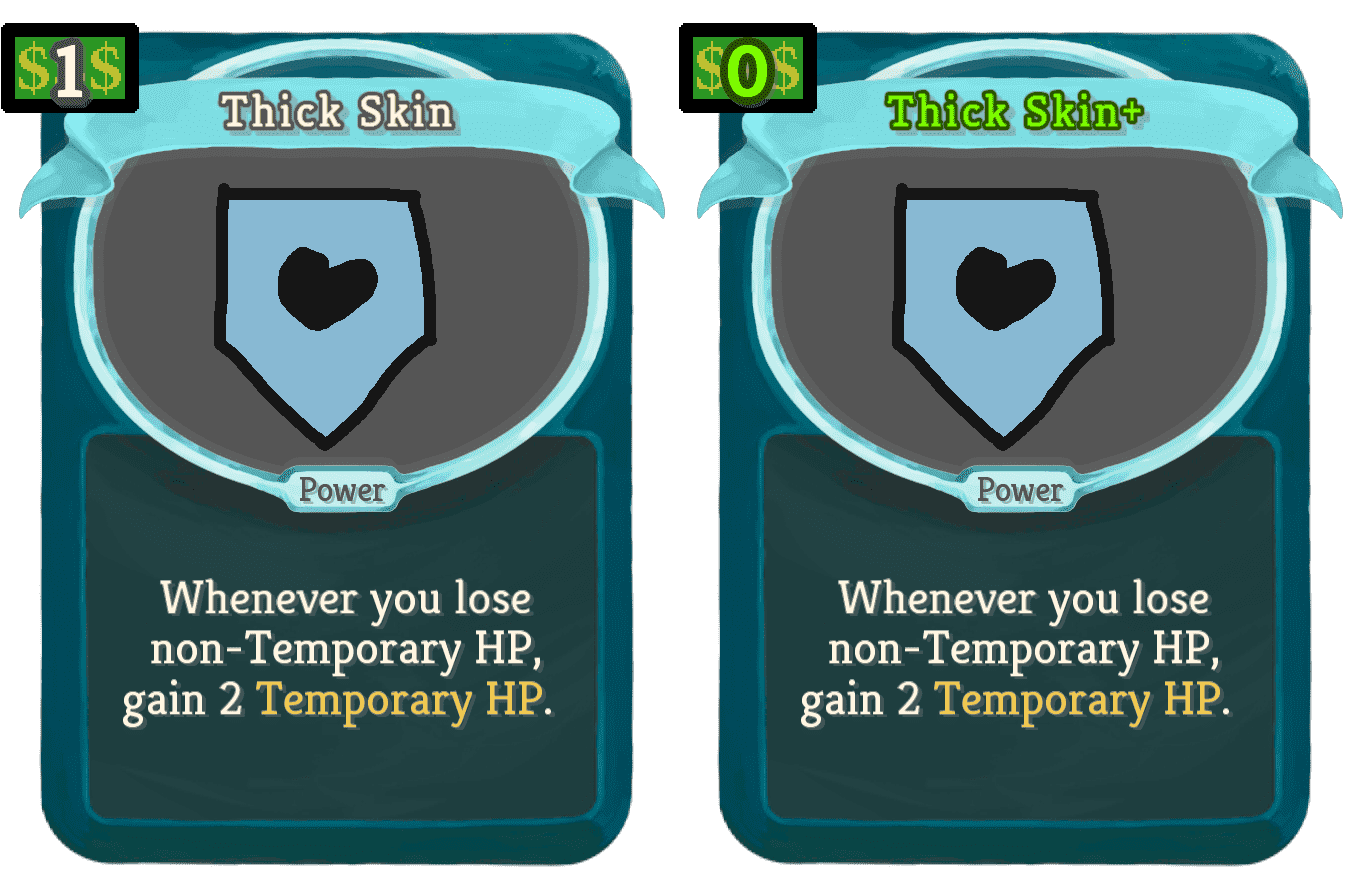 $1$
Thick Skin
Power
Whenever you lose
non-Temporary HP,
gain 2 Temporary HP.
$0$
Thick Skin+
Power
Whenever you lose
non-Temporary HP,
gain 2 Temporary HP.